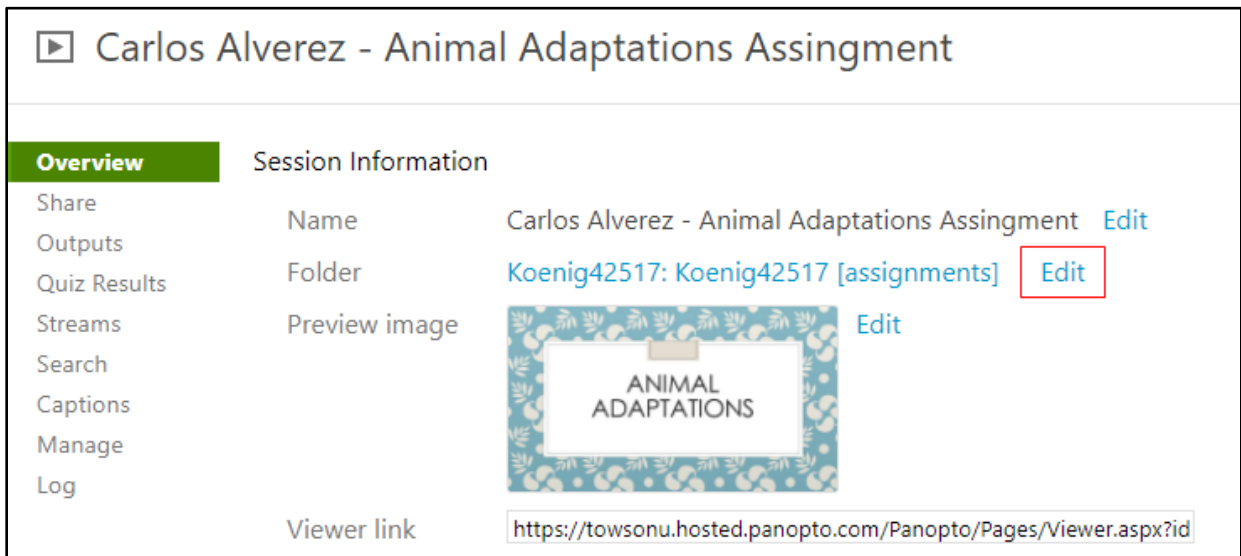 Carlos Alverez - Animal Adaptations Assingment
Overview
Share
Outputs
Quiz Results
Streams
Search
Captions
Manage
Log
Session Information
Name Carlos Alverez - Animal Adaptations Assingment Edit
Folder Koenig42517: Koenig42517 [assignments] Edit
Preview image Edit
ANIMAL
ADAPTATIONS
Viewer link https://towsonu.hosted.panopto.com/Panopto/Pages/Viewer.aspx?id